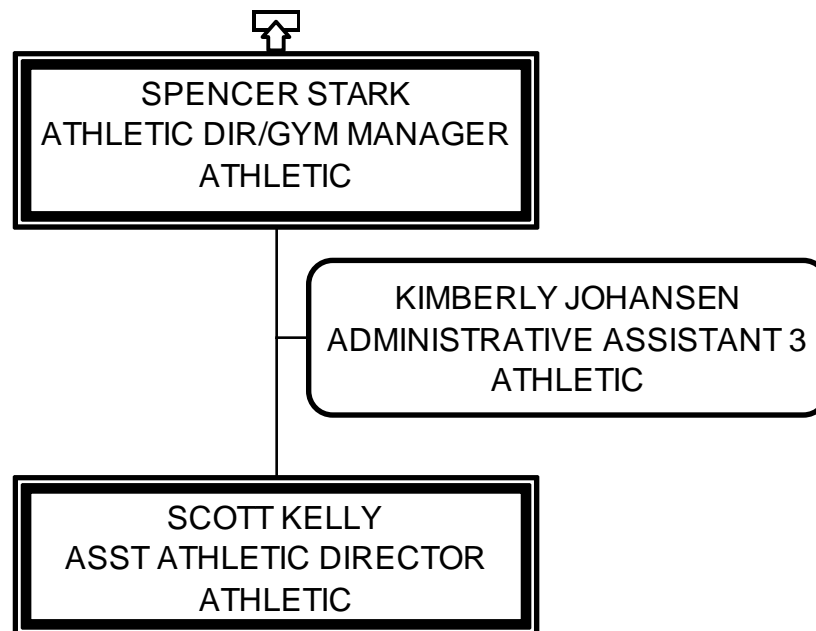 SPENCER STARK
ATHLETIC DIR/GYM MANAGER
ATHLETIC
KIMBERLY JOHANSEN
ADMINISTRATIVE ASSISTANT 3
ATHLETIC
SCOTT KELLY
ASST ATHLETIC DIRECTOR
ATHLETIC